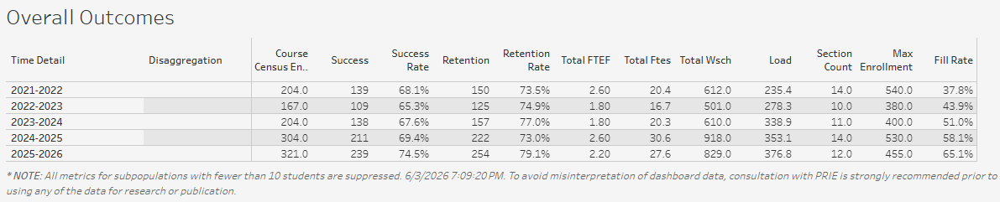 Overall Outcomes
Time Detail Disaggregation Course Census En.. Success Success Rate Retention Retention Rate Total FTEF Total Ftes Total Wsch Load Section Count Max Enrollment Fill Rate
2021-2022 204.0 139 68.1% 150 73.5% 2.60 20.4 612.0 235.4 14.0 540.0 37.8%
2022-2023 167.0 109 65.3% 125 74.9% 1.80 16.7 501.0 278.3 10.0 380.0 43.9%
2023-2024 204.0 138 67.6% 157 77.0% 1.80 20.3 610.0 338.9 11.0 400.0 51.0%
2024-2025 304.0 211 69.4% 222 73.0% 2.60 30.6 918.0 353.1 14.0 530.0 58.1%
2025-2026 321.0 239 74.5% 254 79.1% 2.20 27.6 829.0 376.8 12.0 455.0 65.1%
* NOTE: All metrics for subpopulations with fewer than 10 students are suppressed. 6/3/2026 7:09:20 PM. To avoid misinterpretation of dashboard data, consultation with PRIE is strongly recommended prior to
using any of the data for research or publication.